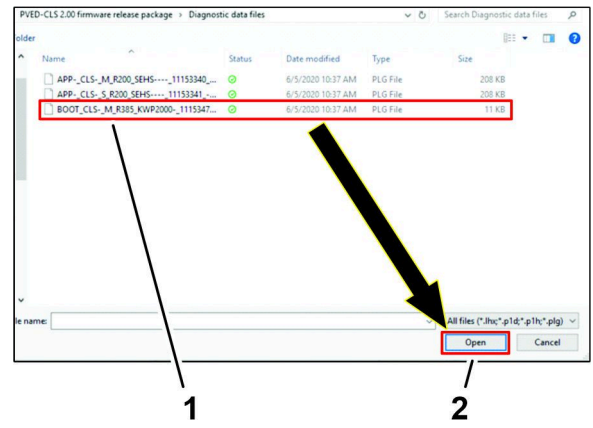 PVED-CLS 2.00 firmware release package › Diagnostic data files
Search Diagnostic data files
older
Name
Status
Date modified
Type
Size
APP-_CLS-_M_R200_SEHS----_11153340_...
6/5/2020 10:37 AM
PLG File
208 KB
APP-_CLS-_S_R200_SEHS----_11153341_-...
6/5/2020 10:37 AM
PLG File
208 KB
BOOT_CLS-_M_R385_KWP2000-_1115347...
6/5/2020 10:37 AM
PLG File
11 KB
le name:
All files (*.lhx;*.p1d;*.p1h;*.plg)
Open
Cancel
1
2